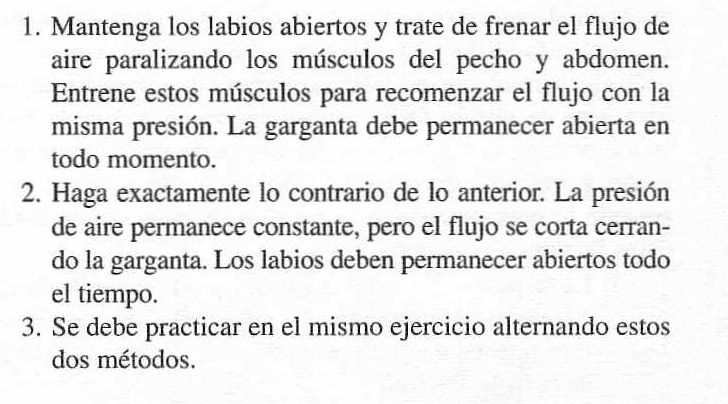 1. Mantenga los labios abiertos y trate de frenar el flujo de
aire paralizando los músculos del pecho y abdomen.
Entrene estos músculos para recomenzar el flujo con la
misma presión. La garganta debe permanecer abierta en
todo momento.
2. Haga exactamente lo contrario de lo anterior. La presión
de aire permanece constante, pero el flujo se corta cerran-
do la garganta. Los labios deben permanecer abiertos todo
el tiempo.
3. Se debe practicar en el mismo ejercicio alternando estos
dos métodos.